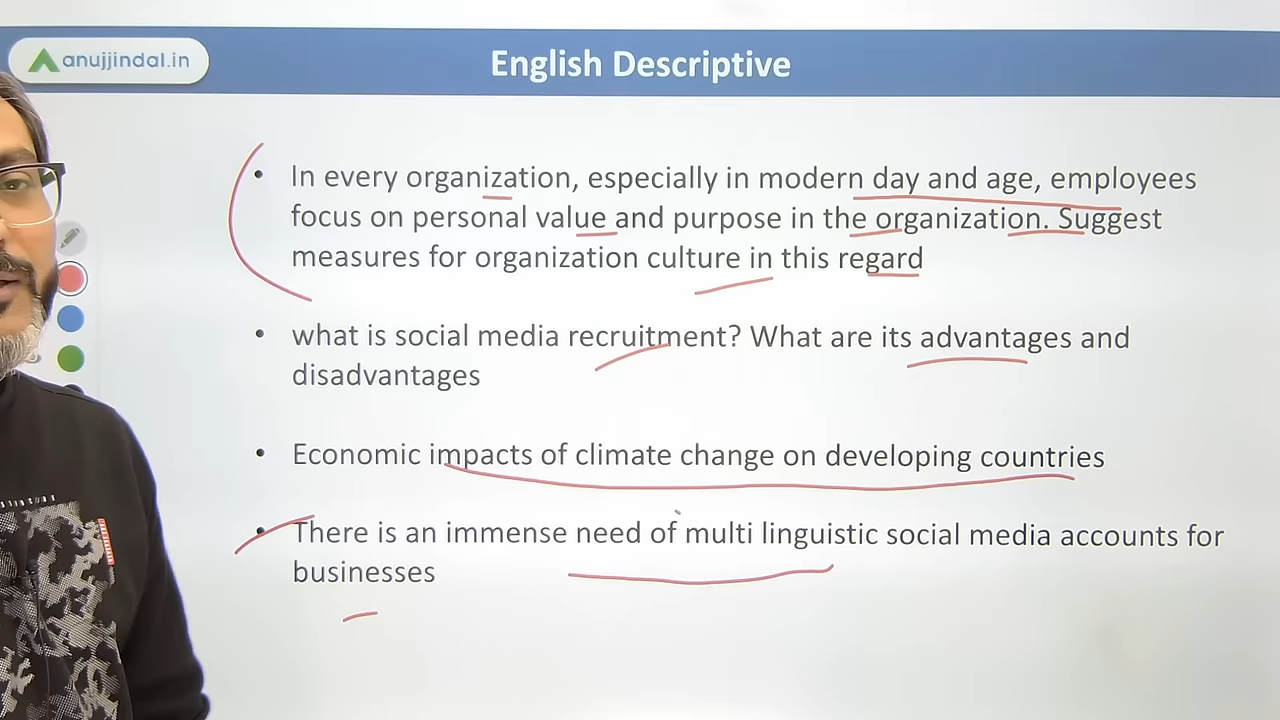 anujjindal.in
English Descriptive
• In every organization, especially in modern day and age, employees
focus on personal value and purpose in the organization. Suggest
measures for organization culture in this regard
• what is social media recruitment? What are its advantages and
disadvantages
• Economic impacts of climate change on developing countries
• There is an immense need of multi linguistic social media accounts for
businesses